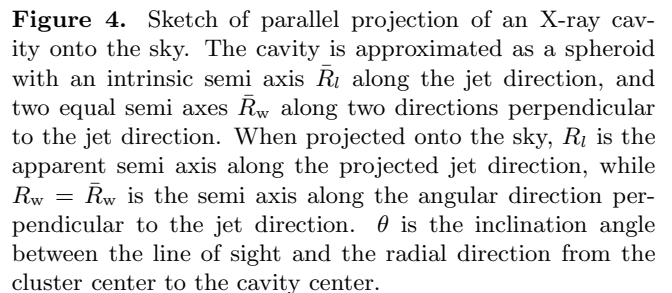 Figure 4. Sketch of parallel projection of an X-ray cav-
ity onto the sky. The cavity is approximated as a spheroid
with an intrinsic semi axis R̄l along the jet direction, and
two equal semi axes R̄w along two directions perpendicular
to the jet direction. When projected onto the sky, Rl is the
apparent semi axis along the projected jet direction, while
Rw = R̄w is the semi axis along the angular direction per-
pendicular to the jet direction. θ is the inclination angle
between the line of sight and the radial direction from the
cluster center to the cavity center.